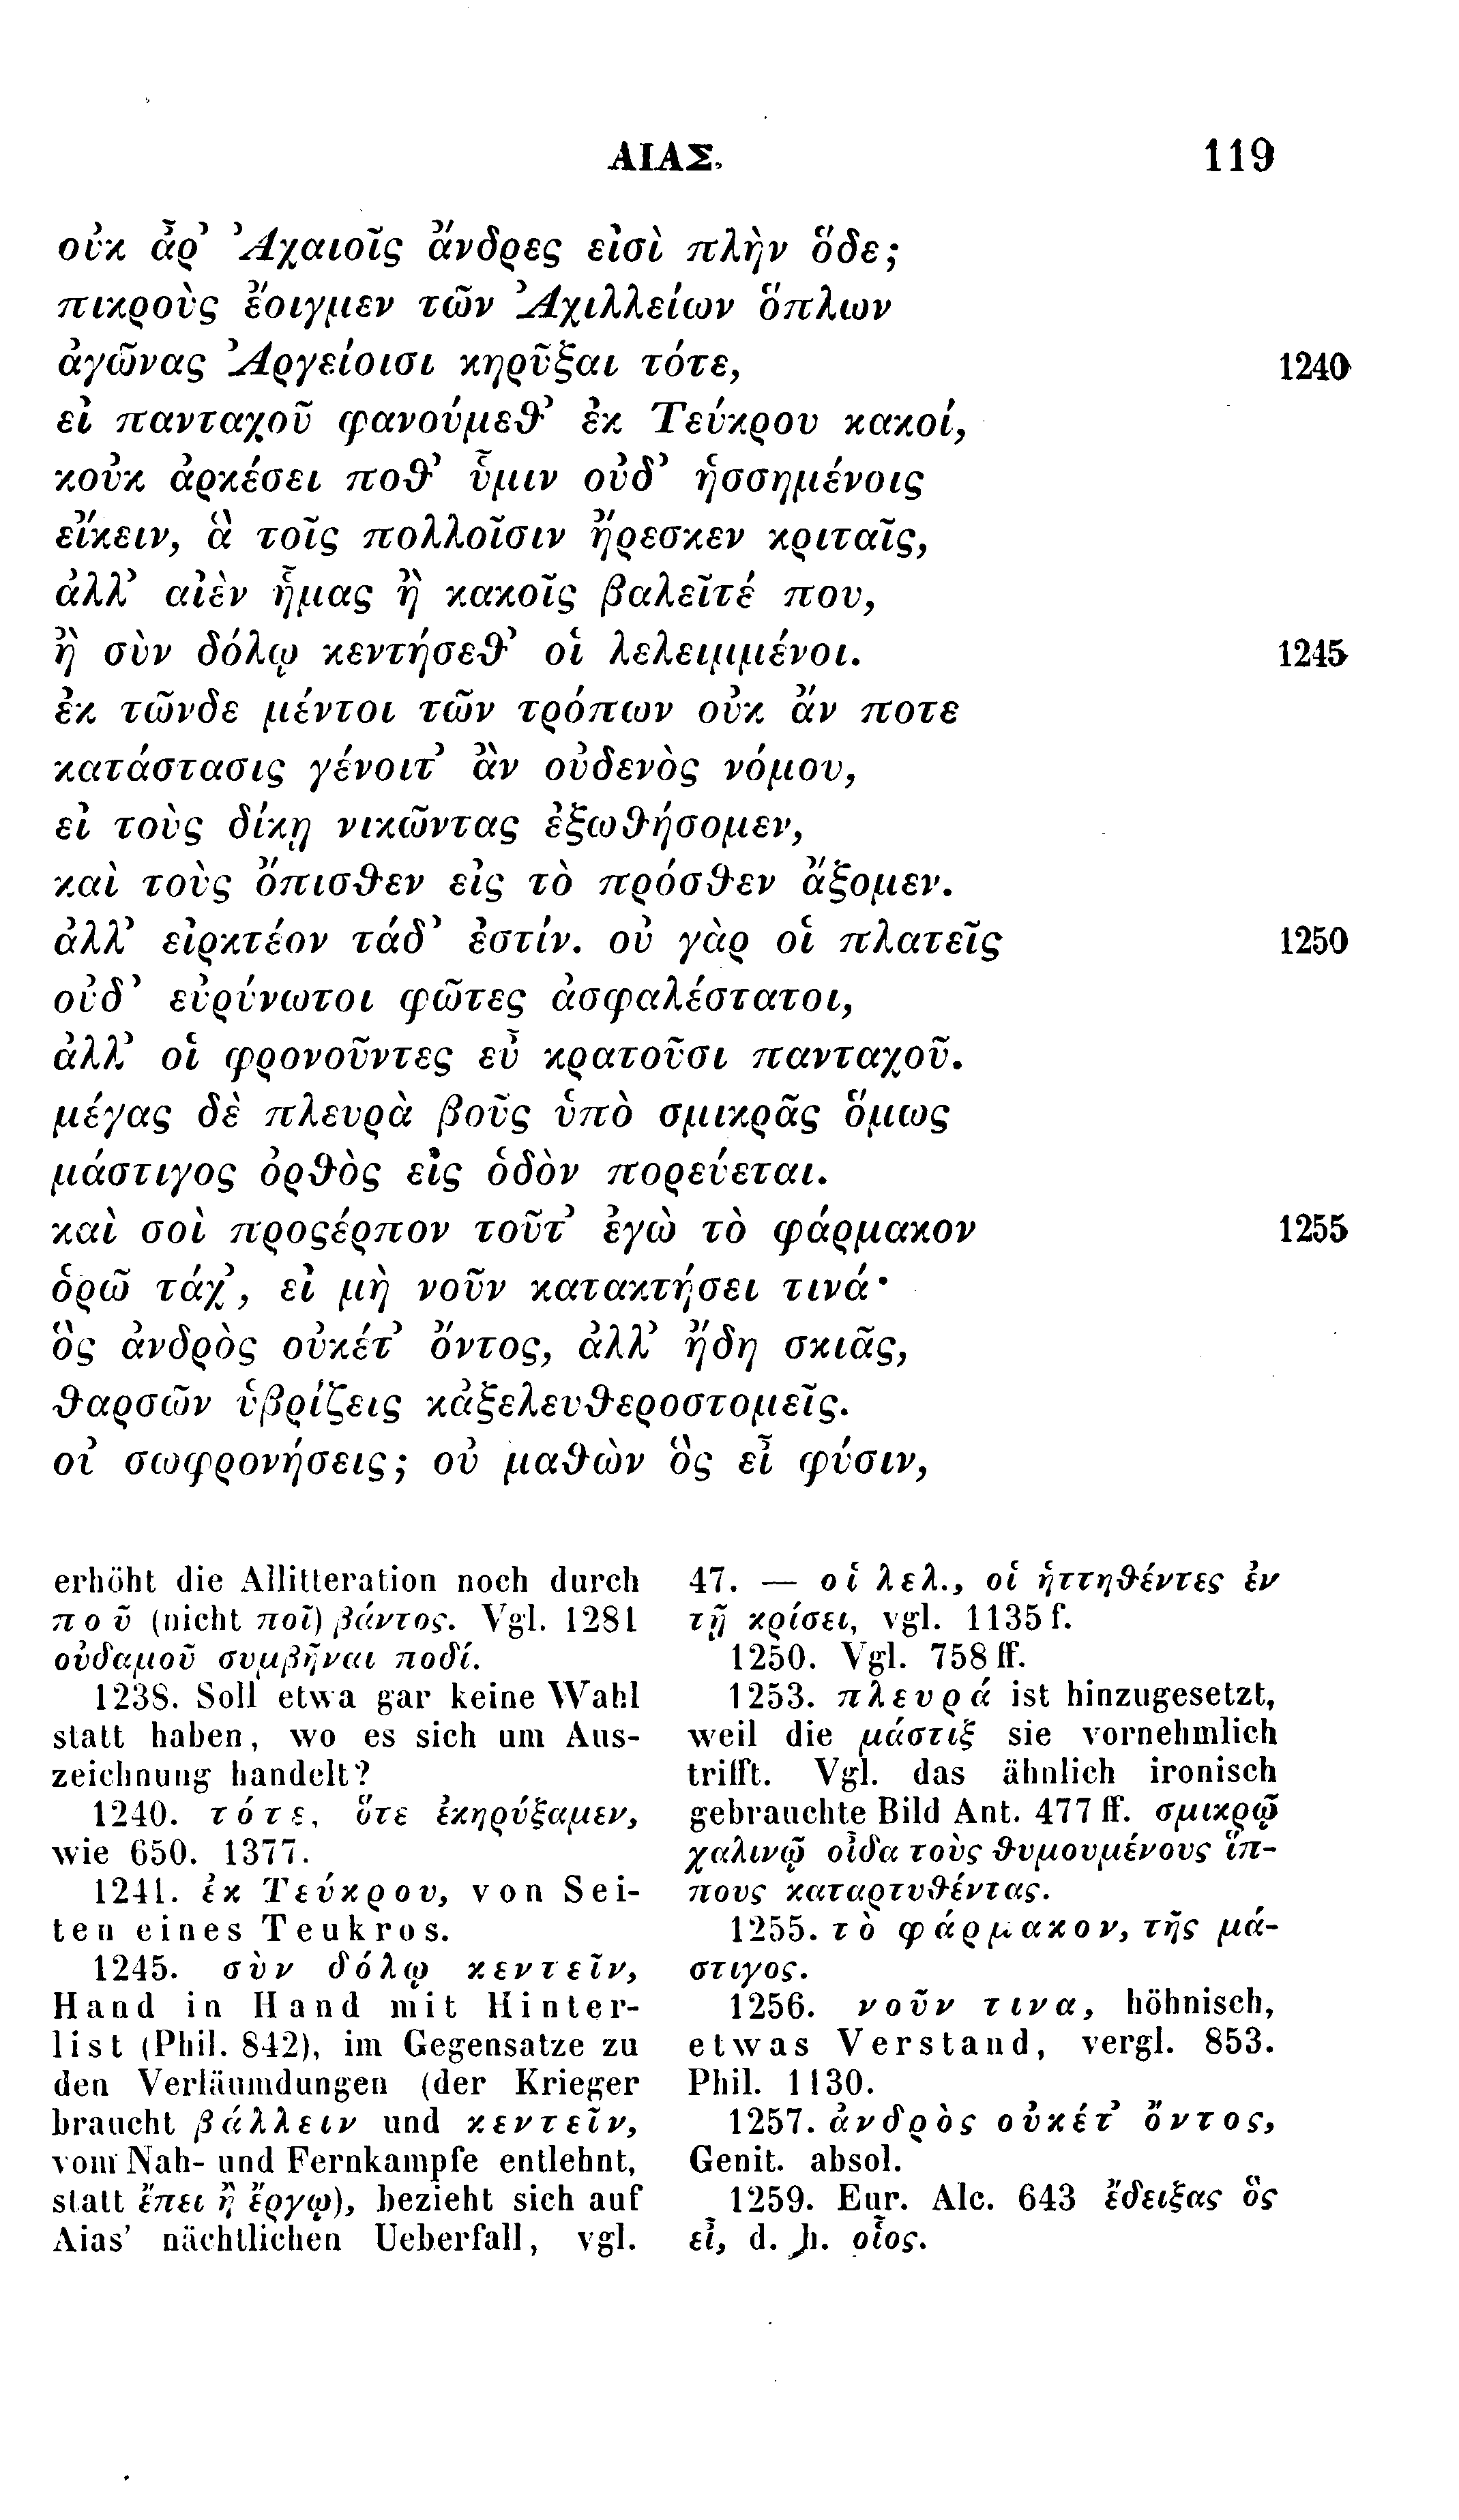 ΑΙΑΣ. 119
οὐκ ἆρ᾽ Ἀχαιοῖς ἄνδρες εἰσὶ πλὴν ὅδε;
πικροὺς ἔοιγμεν τῶν Ἀχιλλείων ὅπλων
ἀγῶνας Ἀργείοισι κηρῦξαι τότε, 1240
εἰ πανταχοῦ φανούμεθ᾽ ἐκ Τεύκρου κακοί,
κοὐκ ἀρκέσει ποθ᾽ ὗμιν οὐδ᾽ ἡσσημένοις
εἴκειν, ἃ τοῖς πολλοῖσιν ἤρεσκεν κριταῖς,
ἀλλ᾽ αἰὲν ἧμας ἢ κακοῖς βαλεῖτέ που,
ἢ σὺν δόλῳ κεντήσεθ᾽ οἱ λελειμμένοι. 1245
ἐκ τῶνδε μέντοι τῶν τρόπων οὐκ ἄν ποτε
κατάστασις γένοιτ᾽ ἂν οὐδενὸς νόμου,
εἰ τοὺς δίκῃ νικῶντας ἐξωθήσομεν,
καὶ τοὺς ὄπισθεν εἰς τὸ πρόσθεν ἄξομεν.
ἀλλ᾽ εἰρκτέον τάδ᾽ ἐστίν. οὐ γὰρ οἱ πλατεῖς 1250
οὐδ᾽ εὐρύνωτοι φῶτες ἀσφαλέστατοι,
ἀλλ᾽ οἱ φρονοῦντες εὖ κρατοῦσι πανταχοῦ.
μέγας δὲ πλευρὰ βοῦς ὑπὸ σμικρᾶς ὅμως
μάστιγος ὀρθὸς εἰς ὁδὸν πορεύεται.
καὶ σοὶ προςέρπον τοῦτ᾽ ἐγὼ τὸ φάρμακον 1255
ὁρῶ τάχ᾽, εἰ μὴ νοῦν κατακτήσει τινά·
ὃς ἀνδρὸς οὐκέτ᾽ ὄντος, ἀλλ᾽ ἤδη σκιᾶς,
θαρσῶν ὑβρίζεις κἀξελευθεροστομεῖς.
οὐ σωφρονήσεις; οὐ μαθὼν ὃς εἶ φύσιν,
erhöht die Allitteration noch durch
ποῦ (nicht ποῖ) βάντος. Vgl. 1281
οὐδαμοῦ συμβῆναι ποδί.
1238. Soll etwa gar keine Wahl
statt haben, wo es sich um Aus-
zeichnung handelt?
1240. τότε, ὅτε ἐκηρύξαμεν,
wie 650. 1377.
1241. ἐκ Τεύκρου, von Sei-
ten eines Teukros.
1245. σὺν δόλῳ κεντεῖν,
Hand in Hand mit Hinter-
list (Phil. 842), im Gegensatze zu
den Verläumdungen (der Krieger
braucht βάλλειν und κεντεῖν,
vom Nah- und Fernkampfe entlehnt,
statt ἔπει ἢ ἔργῳ), bezieht sich auf
Aias' nächtlichen Ueberfall, vgl.
47. — οἱ λελ., οἱ ἡττηθέντες ἐν
τῇ κρίσει, vgl. 1135 f.
1250. Vgl. 758 ff.
1253. πλευρά ist hinzugesetzt,
weil die μάστιξ sie vornehmlich
trifft. Vgl. das ähnlich ironisch
gebrauchte Bild Ant. 477 ff. σμικρῷ
χαλινῷ οἶδα τοὺς θυμουμένους ἵπ-
πους καταρτυθέντας.
1255. τὸ φάρμακον, τῆς μά-
στιγος.
1256. νοῦν τινα, höhnisch,
etwas Verstand, vergl. 853.
Phil. 1130.
1257. ἀνδρὸς οὐκέτ᾽ ὄντος,
Genit. absol.
1259. Eur. Alc. 643 ἔδειξας ὃς
εἶ, d. h. οἷος.